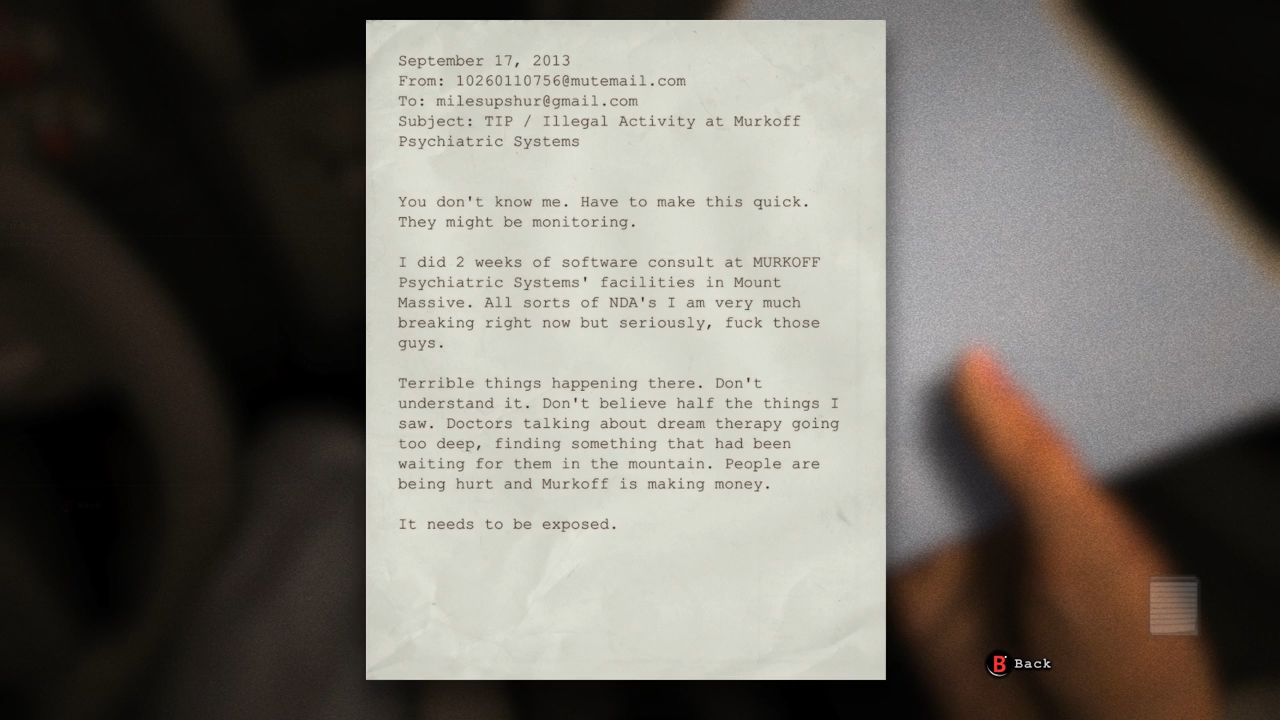 September 17, 2013
From: 10260110756@mutemail.com
To: milesupshur@gmail.com
Subject: TIP / Illegal Activity at Murkoff
Psychiatric Systems
You don't know me. Have to make this quick.
They might be monitoring.
I did 2 weeks of software consult at MURKOFF
Psychiatric Systems' facilities in Mount
Massive. All sorts of NDA's I am very much
breaking right now but seriously, fuck those
guys.
Terrible things happening there. Don't
understand it. Don't believe half the things I
saw. Doctors talking about dream therapy going
too deep, finding something that had been
waiting for them in the mountain. People are
being hurt and Murkoff is making money.
It needs to be exposed.
B Back